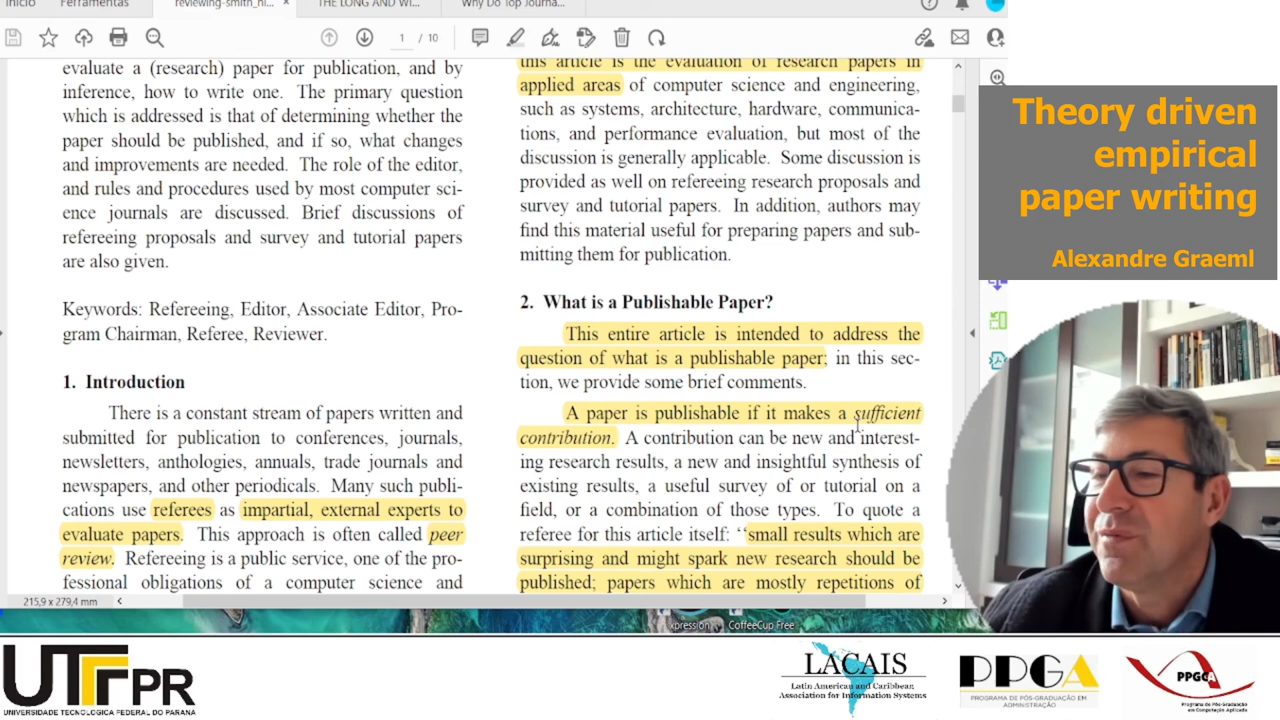 Início
Ferramentas
reviewing-smith_hi...
×
THE LONG AND WI...
Why Do Top Journa...
1 / 10
evaluate a (research) paper for publication, and by
inference, how to write one. The primary question
which is addressed is that of determining whether the
paper should be published, and if so, what changes
and improvements are needed. The role of the editor,
and rules and procedures used by most computer sci-
ence journals are discussed. Brief discussions of
refereeing proposals and survey and tutorial papers
are also given.
Keywords: Refereeing, Editor, Associate Editor, Pro-
gram Chairman, Referee, Reviewer.
1. Introduction
There is a constant stream of papers written and
submitted for publication to conferences, journals,
newsletters, anthologies, annuals, trade journals and
newspapers, and other periodicals. Many such publi-
cations use referees as impartial, external experts to
evaluate papers. This approach is often called peer
review. Refereeing is a public service, one of the pro-
fessional obligations of a computer science and
this article is the evaluation of research papers in
applied areas of computer science and engineering,
such as systems, architecture, hardware, communica-
tions, and performance evaluation, but most of the
discussion is generally applicable. Some discussion is
provided as well on refereeing research proposals and
survey and tutorial papers. In addition, authors may
find this material useful for preparing papers and sub-
mitting them for publication.
2. What is a Publishable Paper?
This entire article is intended to address the
question of what is a publishable paper; in this sec-
tion, we provide some brief comments.
A paper is publishable if it makes a sufficient
contribution. A contribution can be new and interest-
ing research results, a new and insightful synthesis of
existing results, a useful survey of or tutorial on a
field, or a combination of those types. To quote a
referee for this article itself: ‘‘small results which are
surprising and might spark new research should be
published; papers which are mostly repetitions of
215,9 x 279,4 mm
xpression
CoffeeCup Free
Theory driven
empirical
paper writing
Alexandre Graeml
UTFPR
UNIVERSIDADE TECNOLÓGICA FEDERAL DO PARANÁ
LACAIS
Latin American and Caribbean
Association for Information Systems
PPGA
PROGRAMA DE PÓS-GRADUAÇÃO EM
ADMINISTRAÇÃO
PPGCA
Programa de Pós-Graduação
em Computação Aplicada